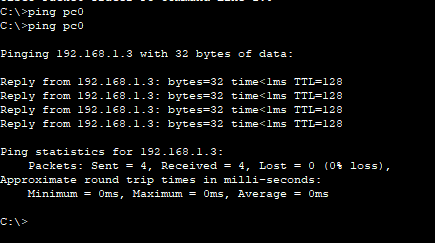 C:\>ping pc0
C:\>ping pc0
Pinging 192.168.1.3 with 32 bytes of data:
Reply from 192.168.1.3: bytes=32 time<1ms TTL=128
Reply from 192.168.1.3: bytes=32 time<1ms TTL=128
Reply from 192.168.1.3: bytes=32 time<1ms TTL=128
Reply from 192.168.1.3: bytes=32 time<1ms TTL=128
Ping statistics for 192.168.1.3:
Packets: Sent = 4, Received = 4, Lost = 0 (0% loss),
Approximate round trip times in milli-seconds:
Minimum = 0ms, Maximum = 0ms, Average = 0ms
C:\>